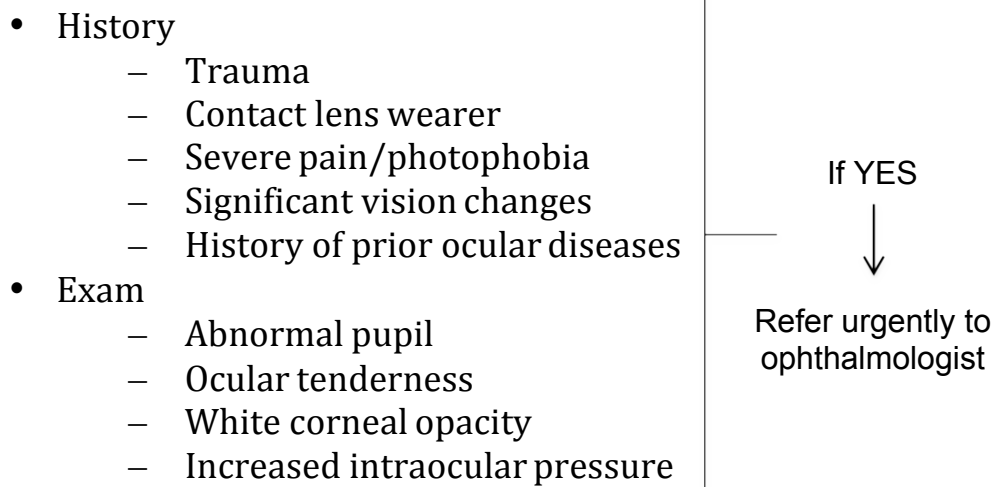 • History
– Trauma
– Contact lens wearer
– Severe pain/photophobia
– Significant vision changes
– History of prior ocular diseases
• Exam
– Abnormal pupil
– Ocular tenderness
– White corneal opacity
– Increased intraocular pressure
If YES
Refer urgently to
ophthalmologist